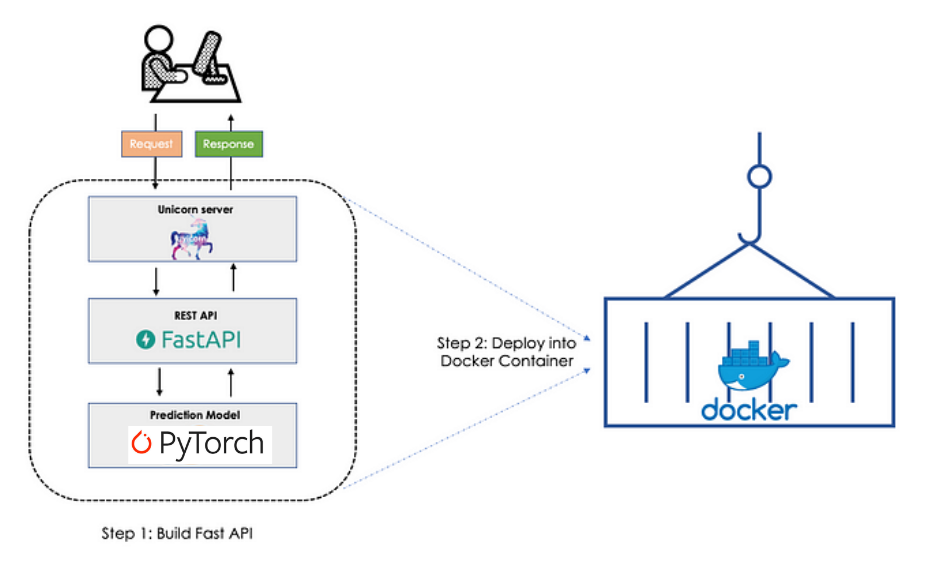 Request
Response
Unicorn server
REST API
FastAPI
Prediction Model
PyTorch
Step 1: Build Fast API
Step 2: Deploy into
Docker Container
docker